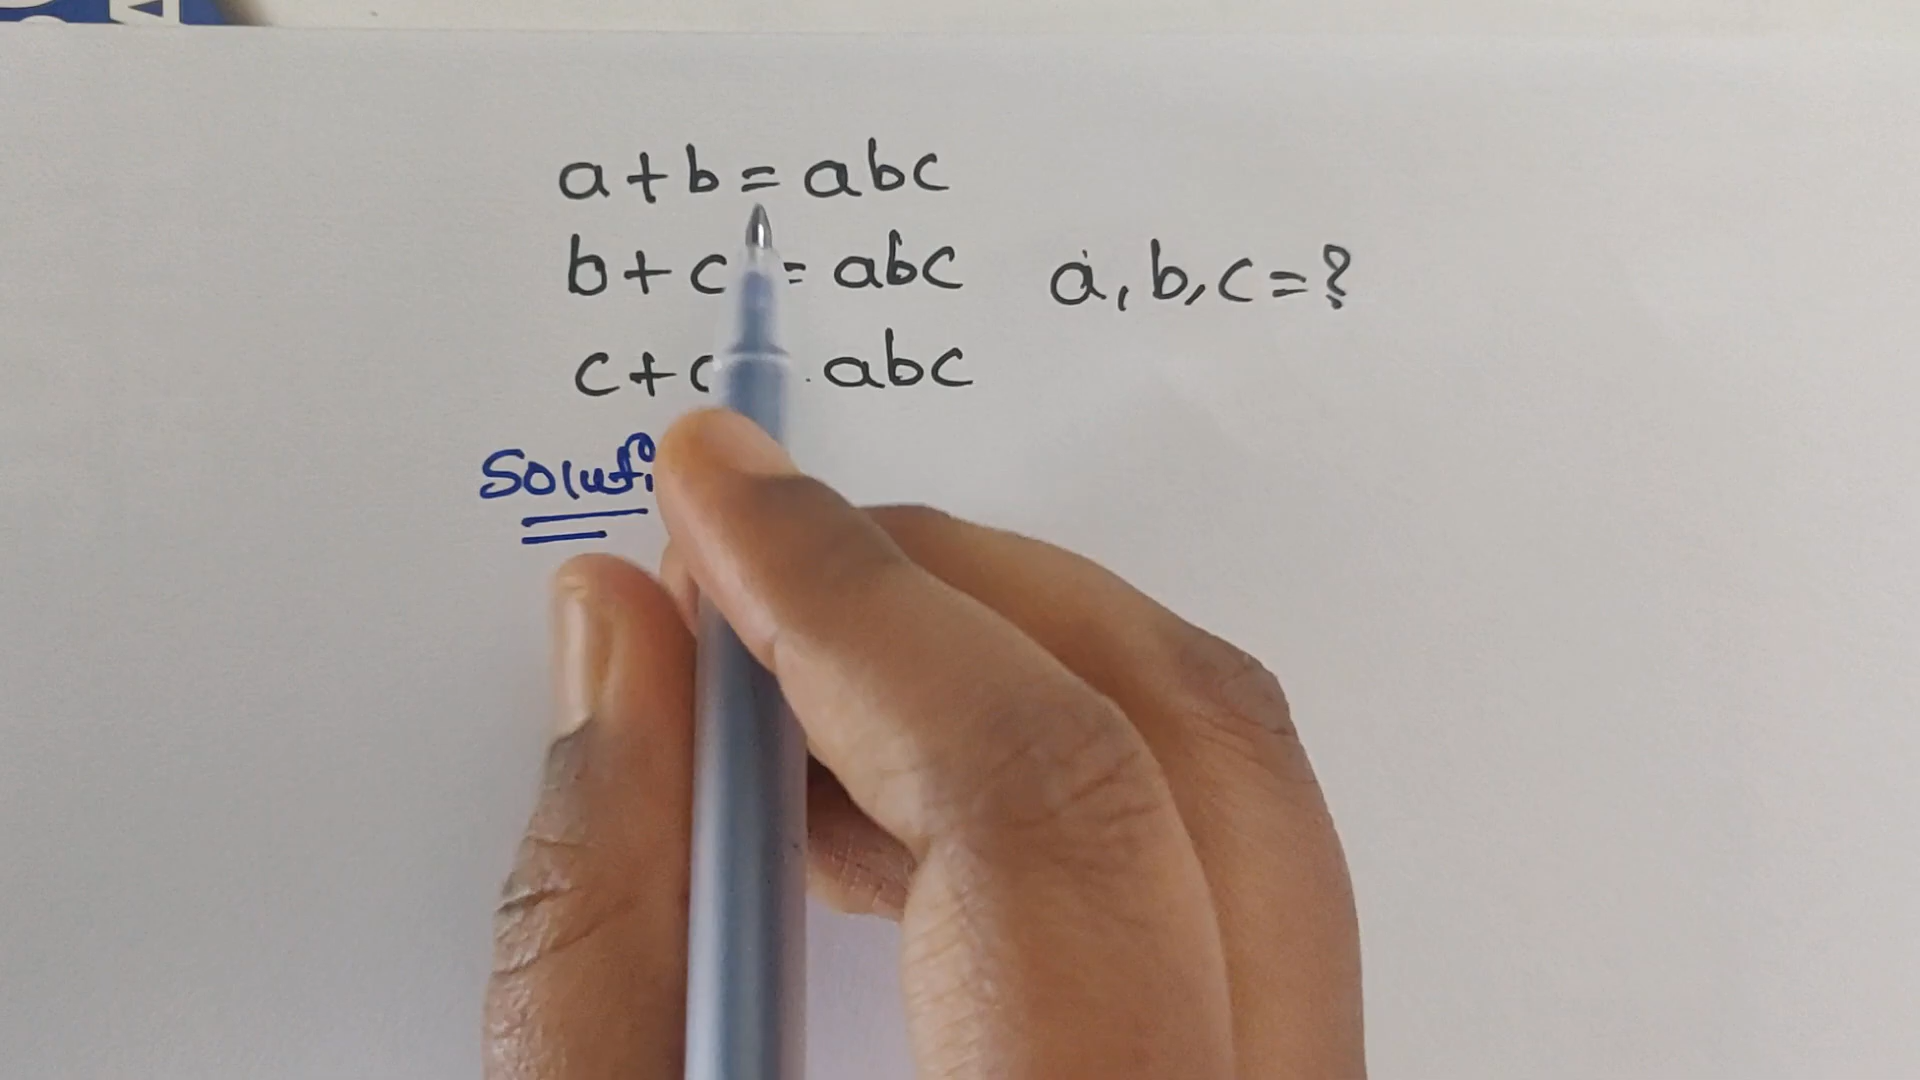 a+b = abc
b+c = abc a, b, c = ?
c+ abc